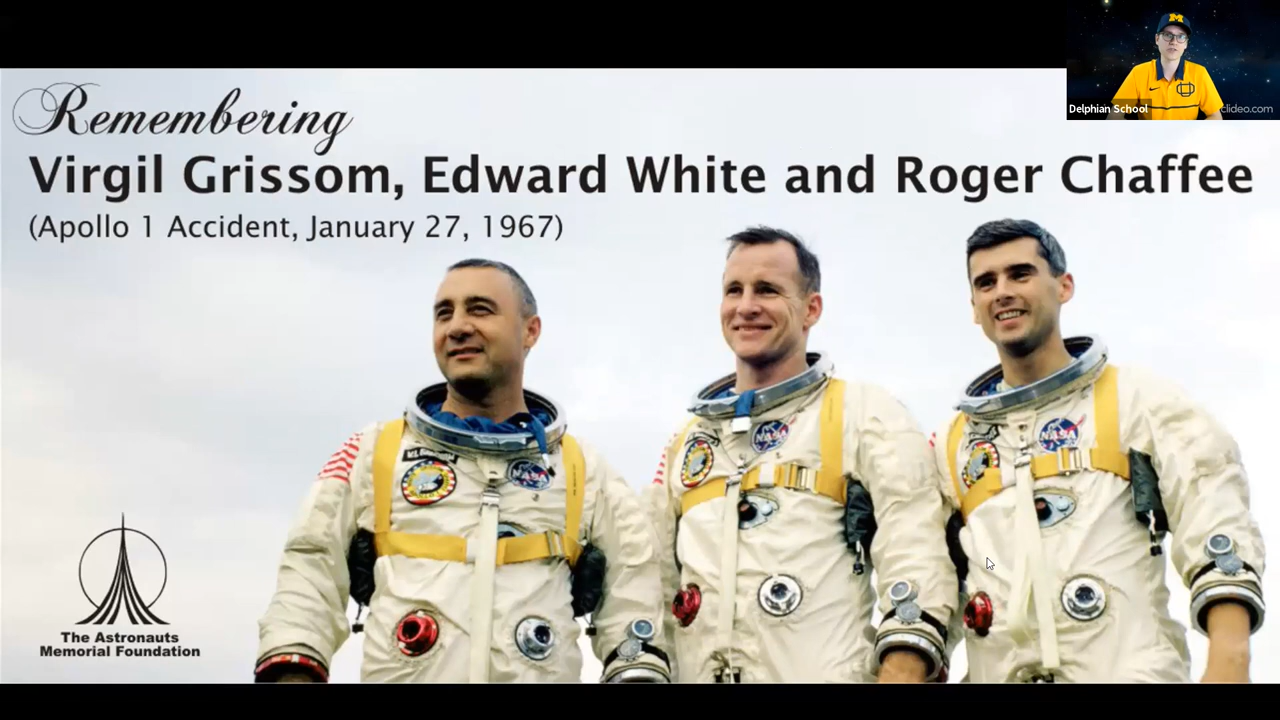 Remembering
Virgil Grissom, Edward White and Roger Chaffee
(Apollo 1 Accident, January 27, 1967)
Delphian School
clideo.com
M
NASA
NASA
NASA
The Astronauts
Memorial Foundation